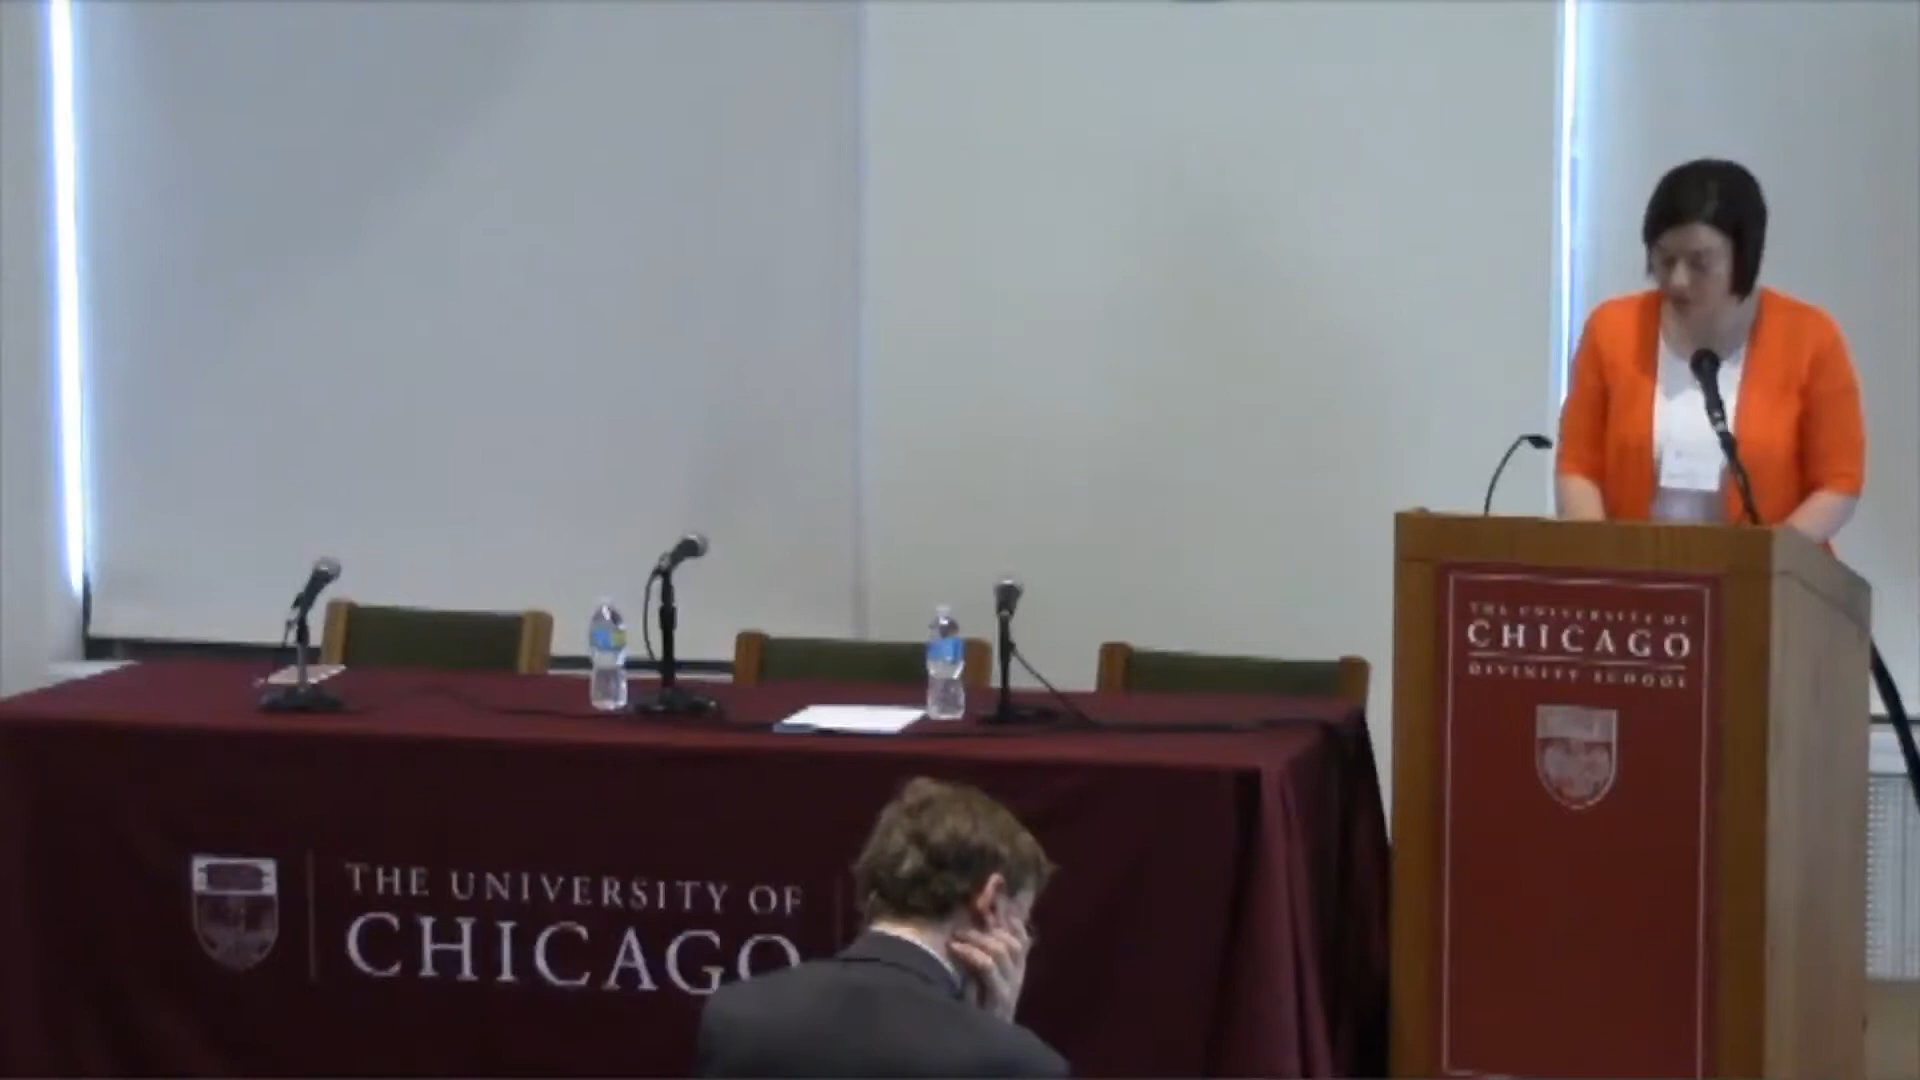 THE UNIVERSITY OF
CHICAGO
THE UNIVERSITY OF
CHICAGO
DIVINITY SCHOOL